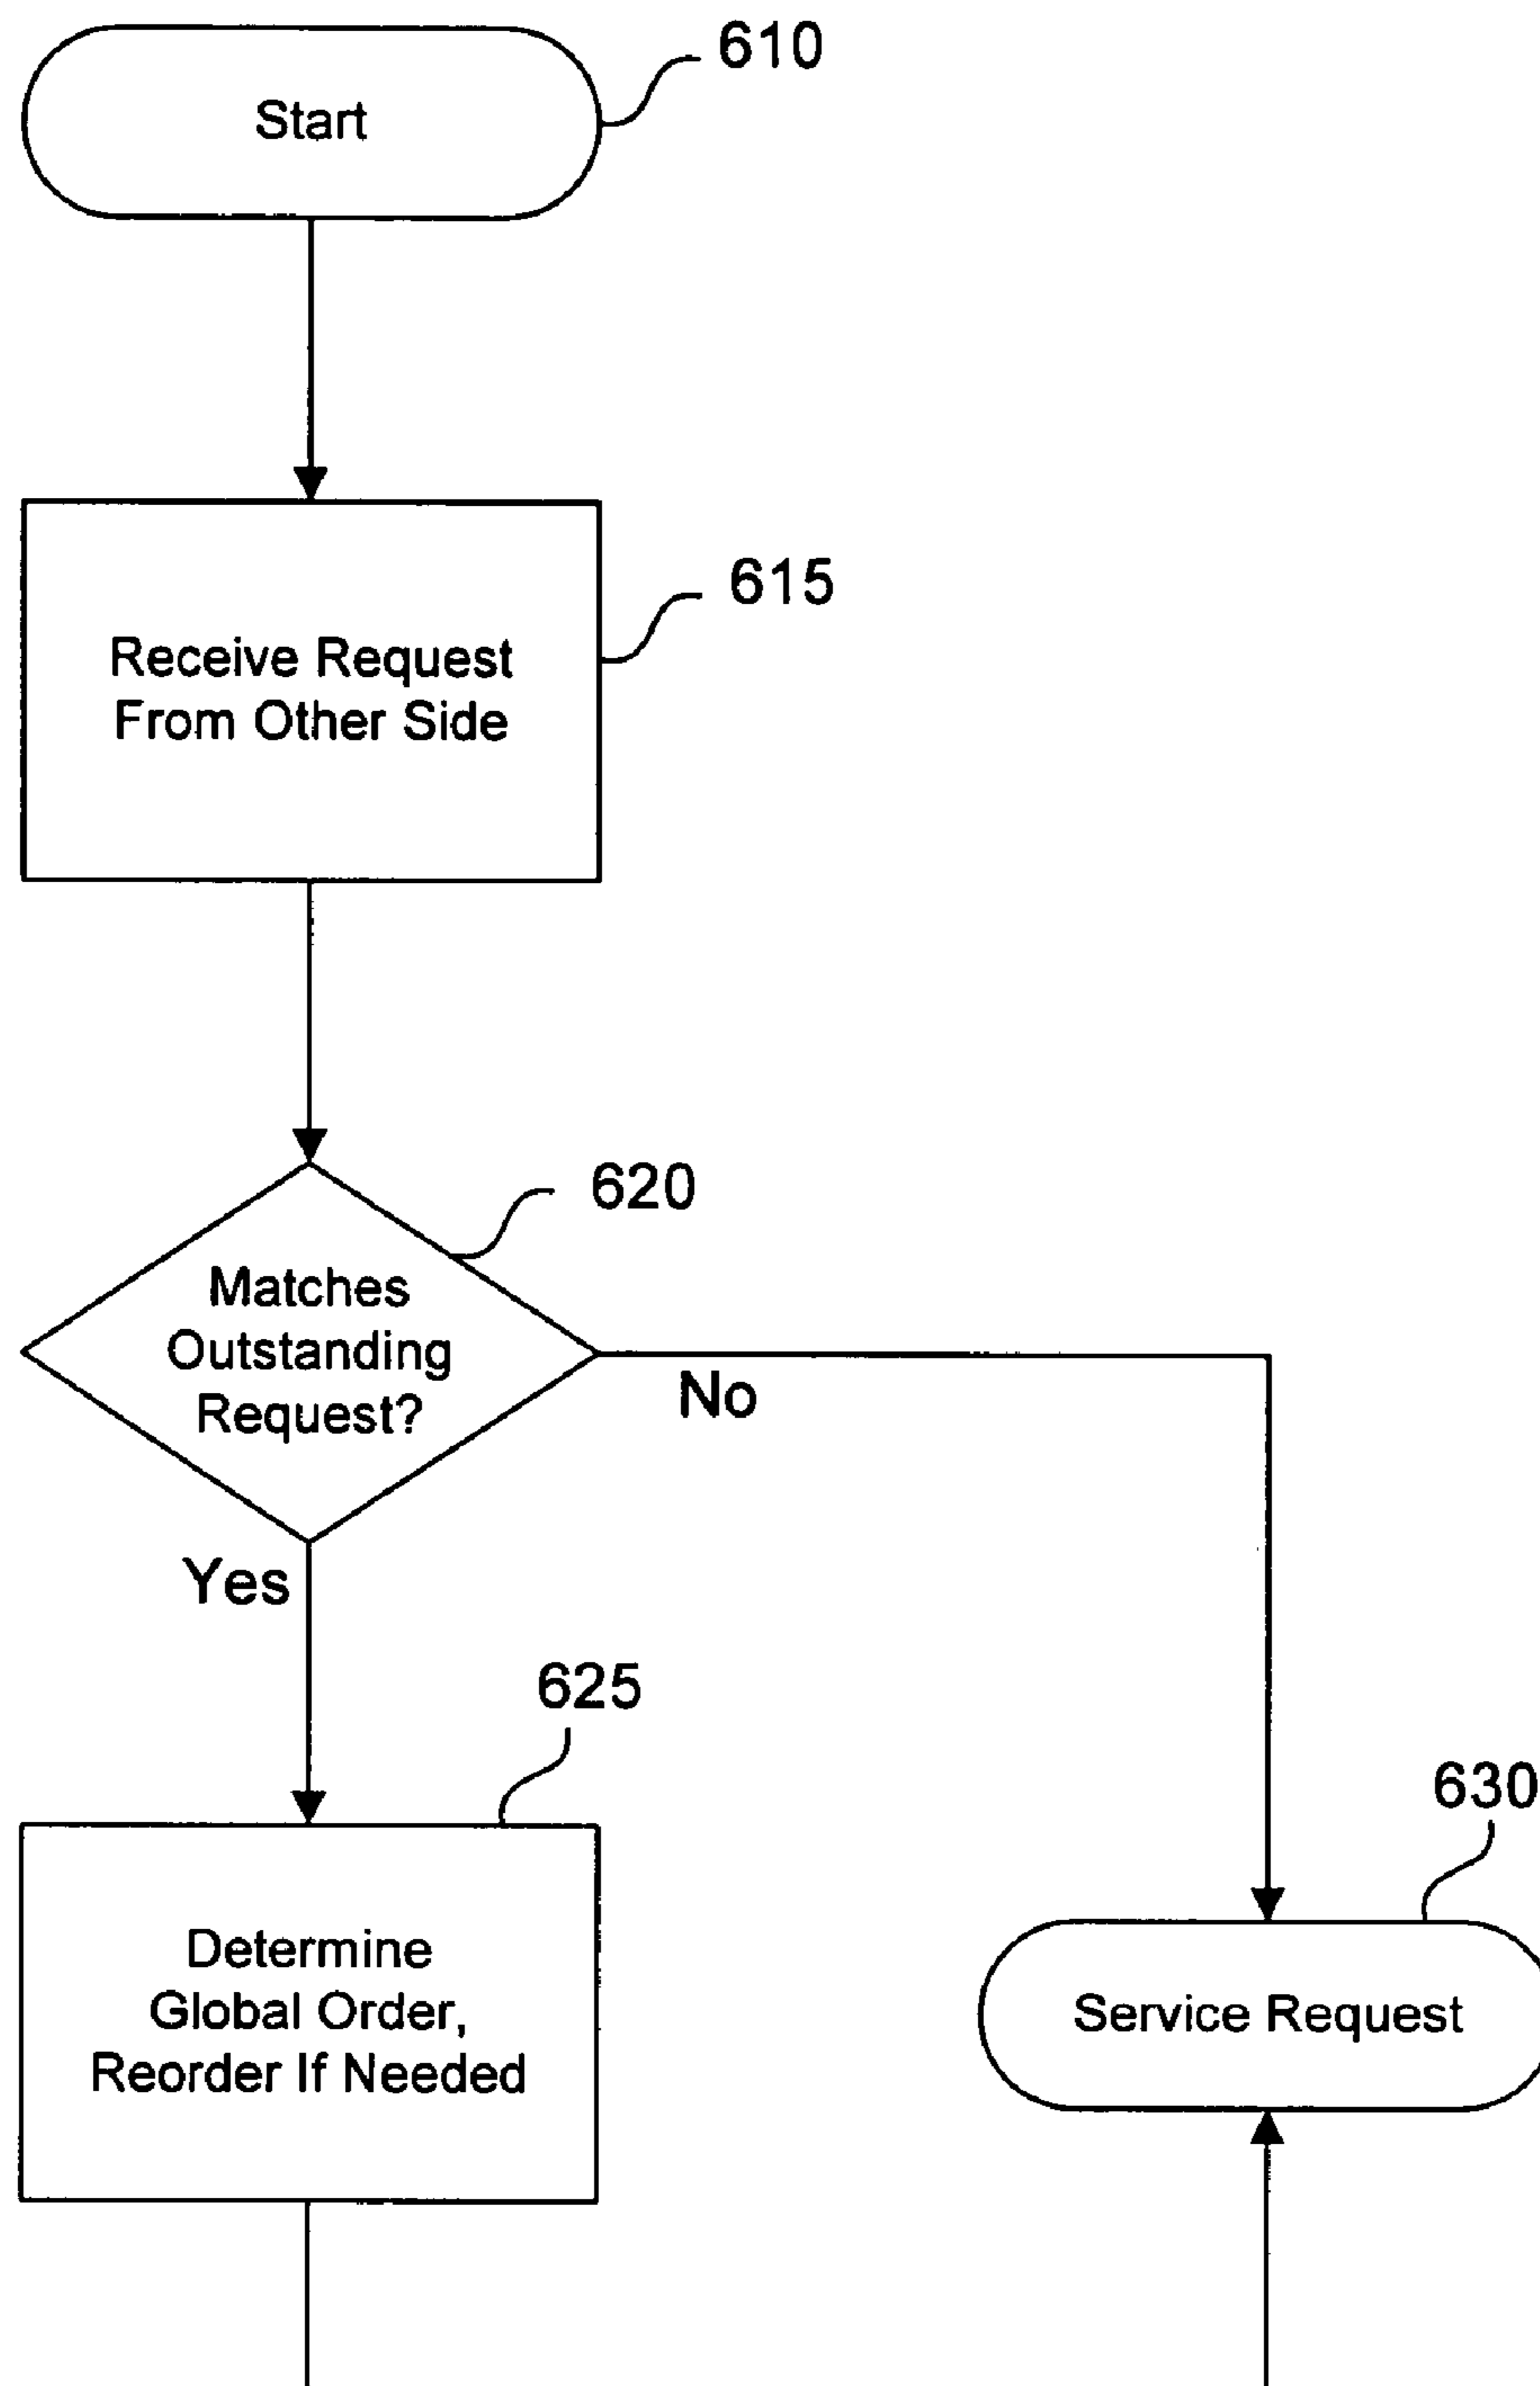 610
Start
615
Receive Request
From Other Side
620
Matches
Outstanding
Request?
No
Yes
625
630
Determine
Global Order,
Reorder If Needed
Service Request